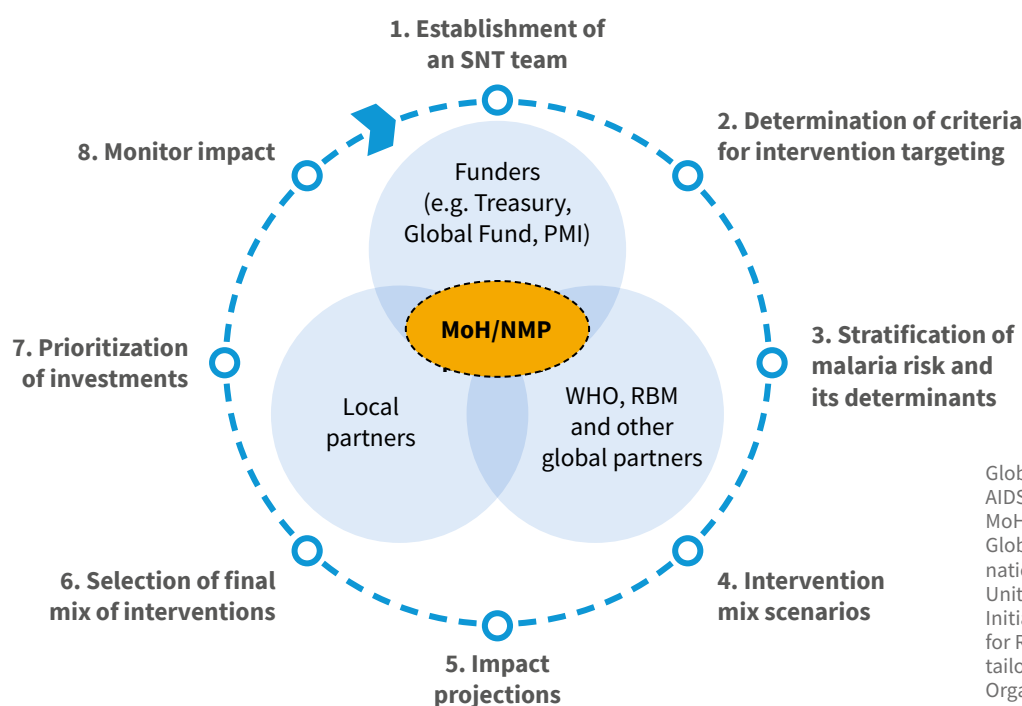 1. Establishment of
an SNT team
2. Determination of criteria
for intervention targeting
3. Stratification of
malaria risk and
its determinants
4. Intervention
mix scenarios
5. Impact
projections
6. Selection of final
mix of interventions
7. Prioritization
of investments
8. Monitor impact
Funders
(e.g. Treasury,
Global Fund, PMI)
MoH/NMP
Local
partners
WHO, RBM
and other
global partners
AIDS
MoH
for